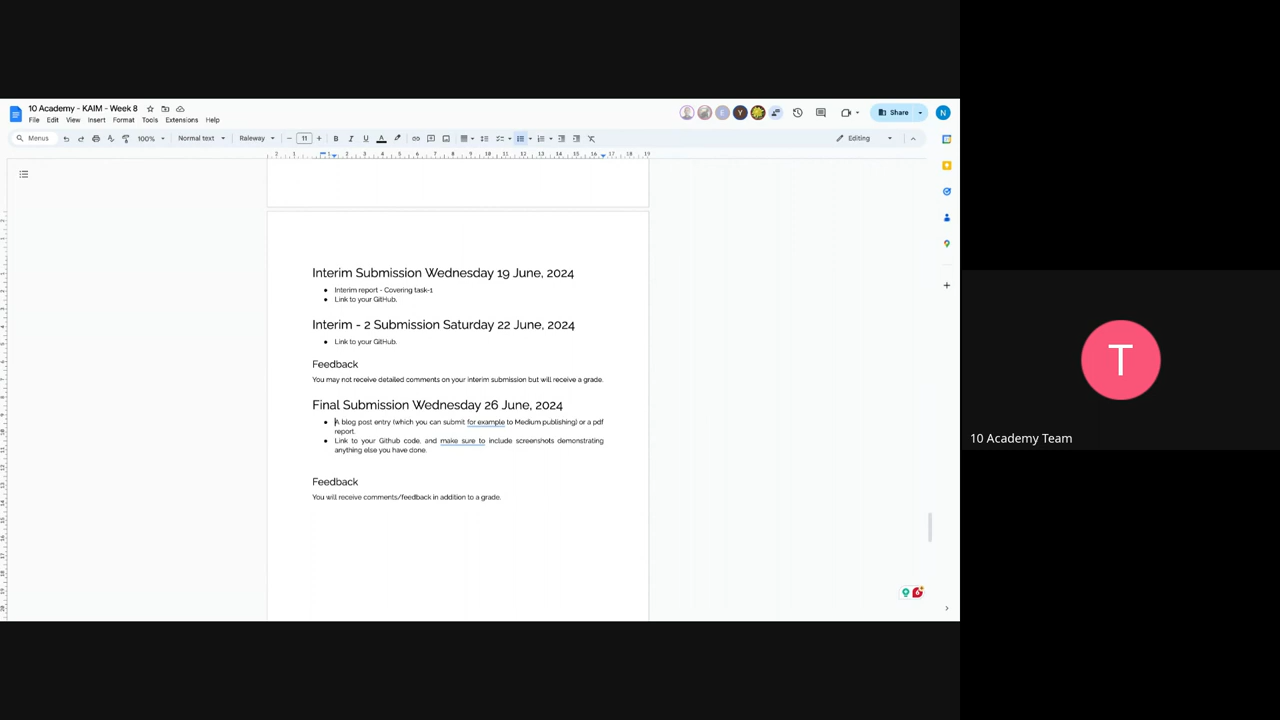 10 Academy - KAIM - Week 8
File Edit View Insert Format Tools Extensions Help
Share
N
Menus
100%
Normal text
Raleway
11
Editing
Interim Submission Wednesday 19 June, 2024
● Interim report - Covering task-1
● Link to your GitHub.
Interim - 2 Submission Saturday 22 June, 2024
● Link to your GitHub.
Feedback
You may not receive detailed comments on your interim submission but will receive a grade.
Final Submission Wednesday 26 June, 2024
● A blog post entry (which you can submit for example to Medium publishing) or a pdf
report.
● Link to your Github code, and make sure to include screenshots demonstrating
anything else you have done.
Feedback
You will receive comments/feedback in addition to a grade.
T
10 Academy Team